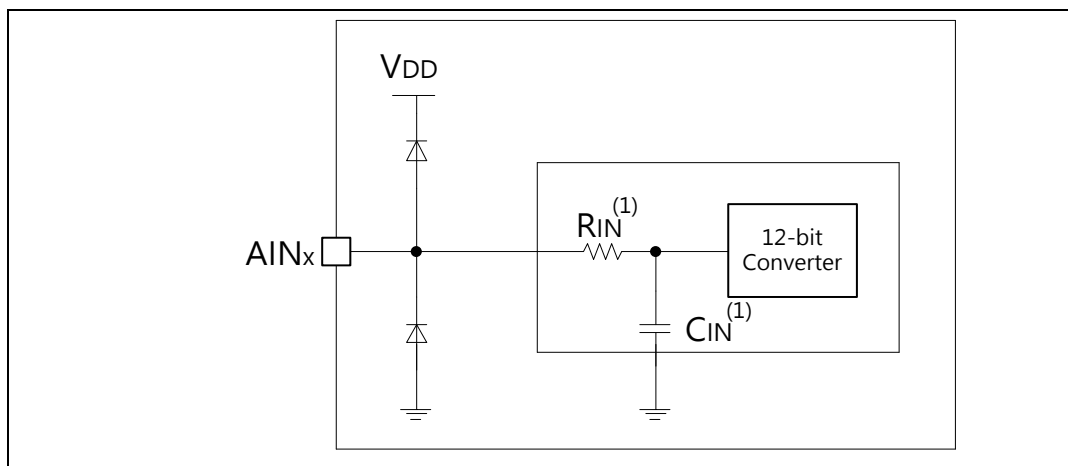 VDD
RIN(1)
AINx
12-bit
Converter
CIN(1)